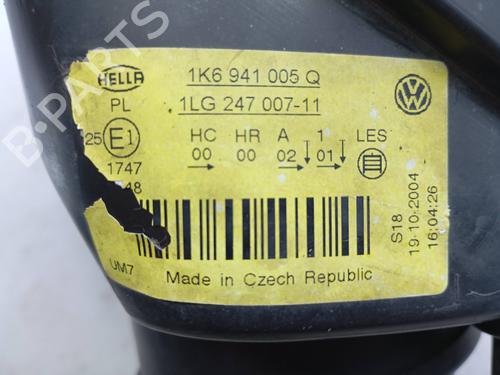 HELLA
1K6 941 005 Q
PL
1LG 247 007-11
25 E1
HC HR A 1 LES
00 00 02 01
1747
48
UM7
Made in Czech Republic
S18
19.10.2004
16:04:26
B-PARTS